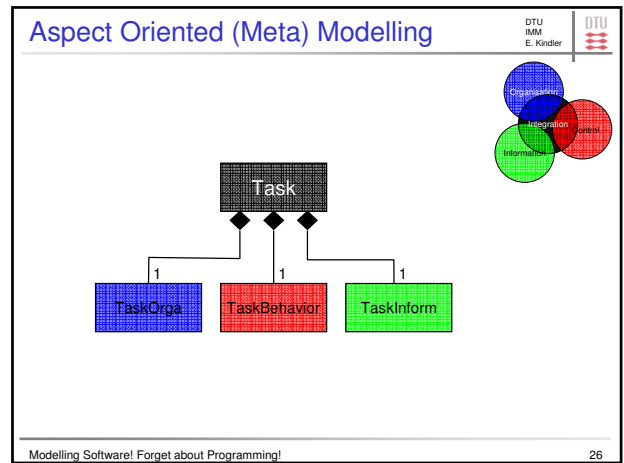 Aspect Oriented (Meta) Modelling
DTU
IMM
E. Kindler
DTU
Organisation
Integration
Control
Information
Task
1
1
1
TaskOrga
TaskBehavior
TaskInform
Modelling Software! Forget about Programming!
26